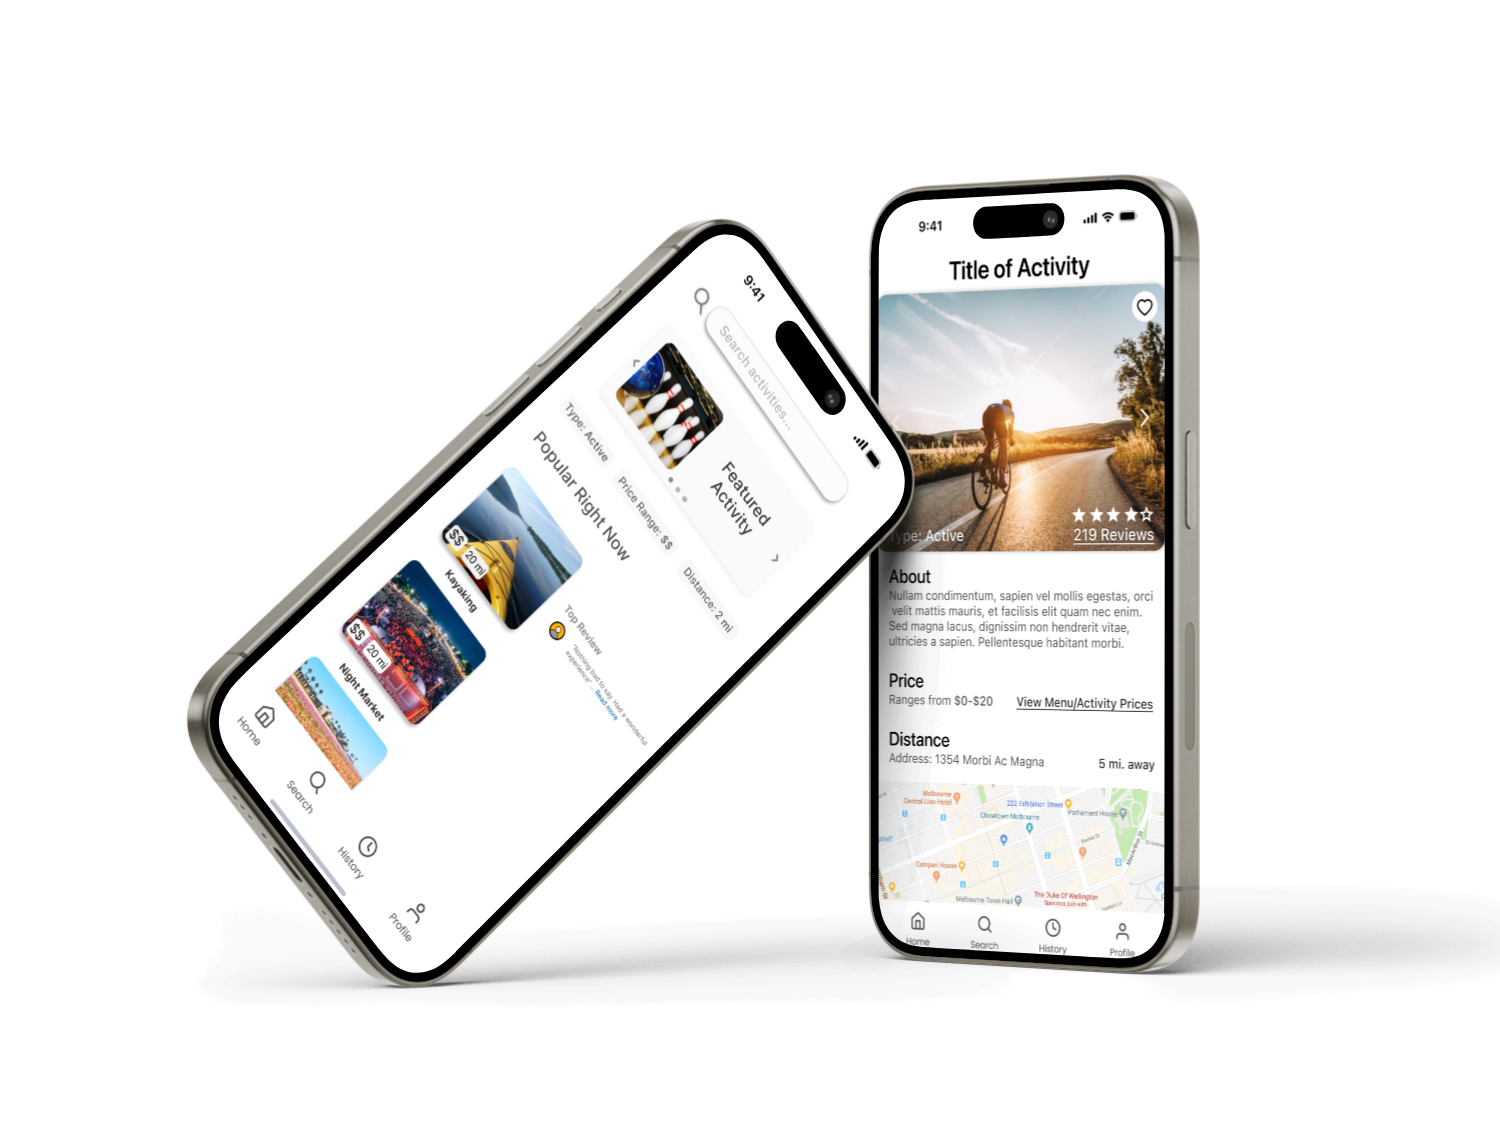 9:41
Search activities...
Featured
Activity
Type: Active
Price Range: $$
Distance: 2 mi
Popular Right Now
$$
20 mi
Kayaking
Top Review
"Nothing bad to say. Had a wonderful
experience" ... Read more
$$
20 mi
Night Market
Home
Search
History
Profile
9:41
Title of Activity
Type: Active
219 Reviews
About
Nullam condimentum, sapien vel mollis egestas, orci
velit mattis mauris, et facilisis elit quam nec enim.
Sed magna lacus, dignissim non hendrerit vitae,
ultricies a sapien. Pellentesque habitant morbi.
Price
Ranges from $0-$20
View Menu/Activity Prices
Distance
Address: 1354 Morbi Ac Magna
5 mi. away
Melbourne
Central Lion Hotel
222 Exhibition Street
Chinatown Melbourne
Parliament House
Campari House
The Duke Of Wellington
Spacious pub with
Melbourne Town Hall
Home
Search
History
Profile